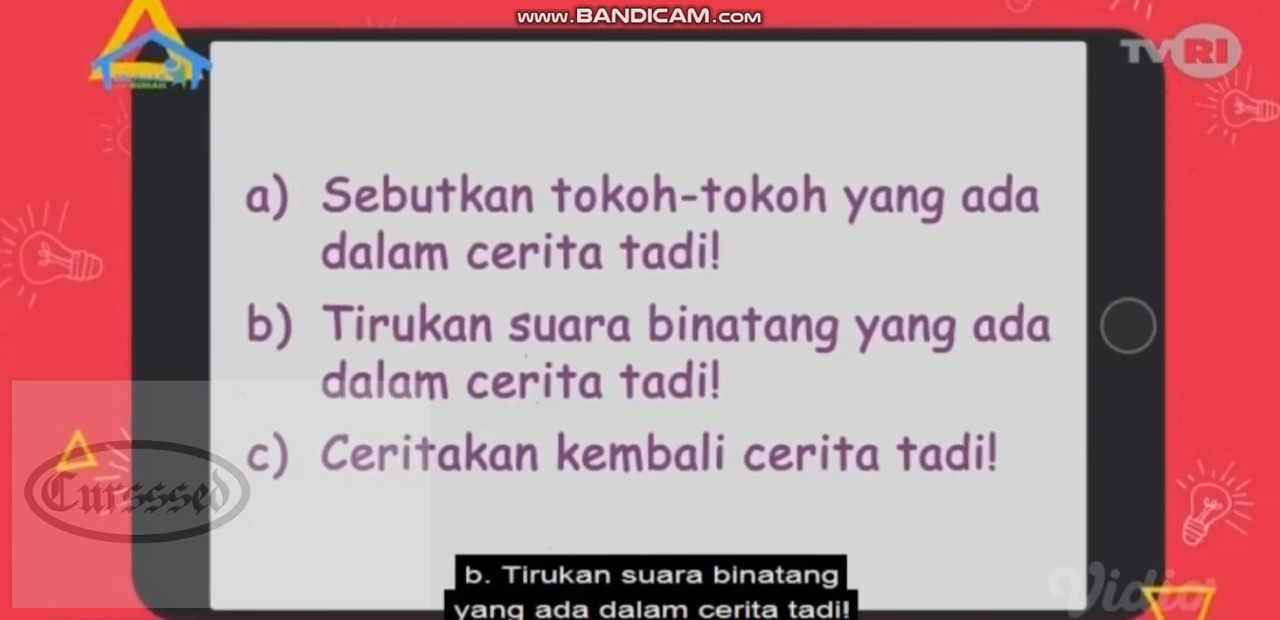 www.BANDICAM.com
TVRI
a) Sebutkan tokoh-tokoh yang ada
dalam cerita tadi!
b) Tirukan suara binatang yang ada
dalam cerita tadi!
c) Ceritakan kembali cerita tadi!
Cursssed
b. Tirukan suara binatang
yang ada dalam cerita tadi!
Vidio